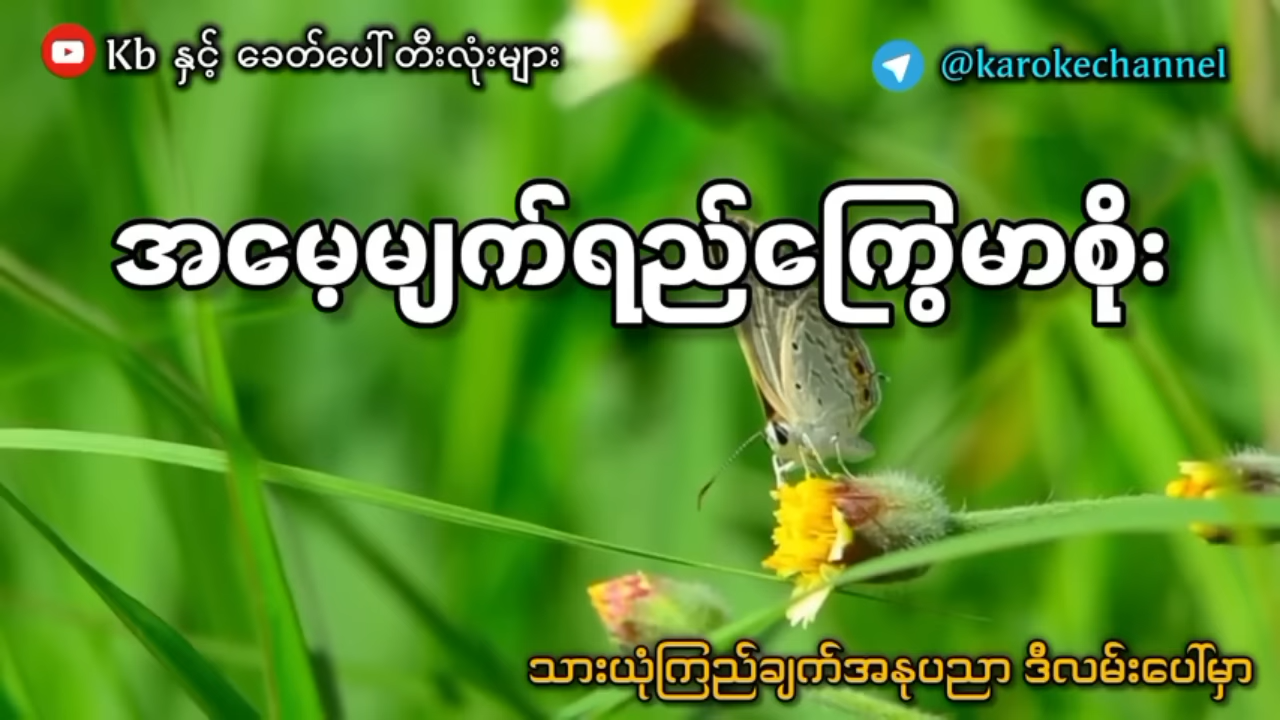 Kb နှင့် ခေတ်ပေါ်တီးလုံးများ
@karokechannel
အမေ့မျက်ရည်ကြွေမာစိုး
သားယုံကြည်ချက်အနုပညာ ဒီလမ်းပေါ်မှာ